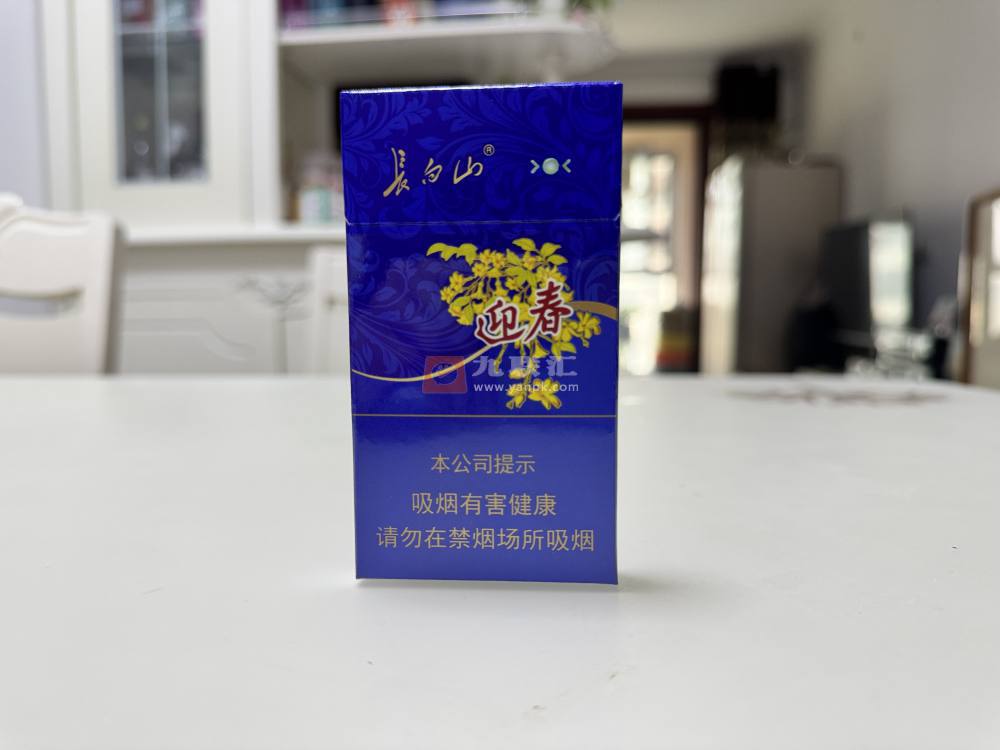 長白山®
迎春
九联汇
www.yanpk.com
本公司提示
吸烟有害健康
请勿在禁烟场所吸烟